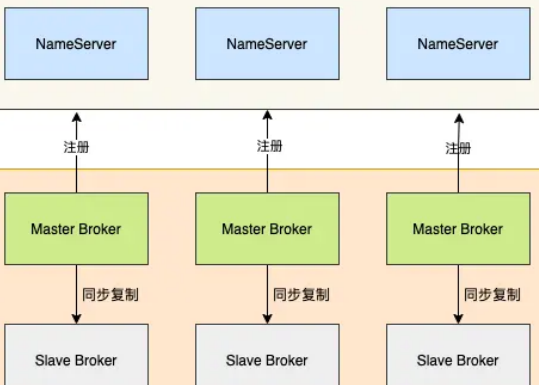 NameServer NameServer NameServer
注册 注册 注册
Master Broker Master Broker Master Broker
同步复制 同步复制 同步复制
Slave Broker Slave Broker Slave Broker